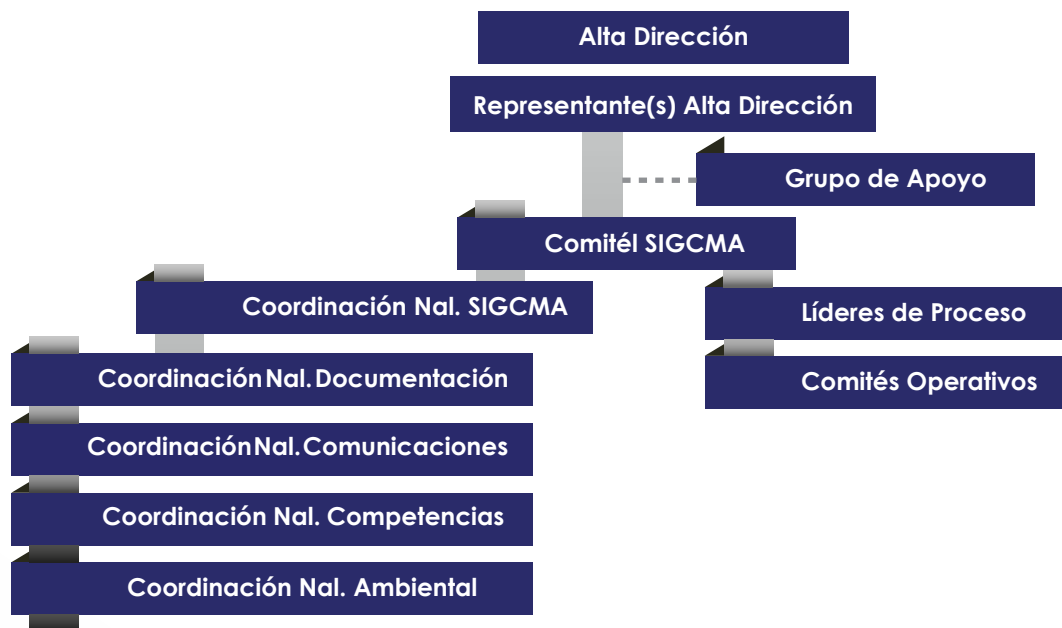 Alta Dirección
Representante(s) Alta Dirección
Grupo de Apoyo
Comitél SIGCMA
Coordinación Nal. SIGCMA
Líderes de Proceso
Coordinación Nal. Documentación
Comités Operativos
Coordinación Nal. Comunicaciones
Coordinación Nal. Competencias
Coordinación Nal. Ambiental